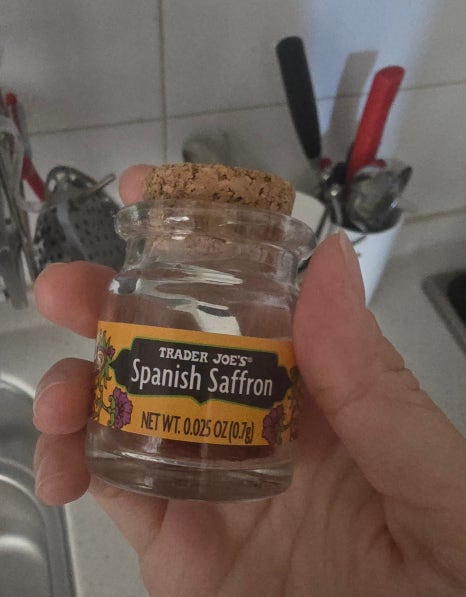 TRADER JOE'S®
Spanish Saffron
NET WT. 0.025 OZ (0.7g)